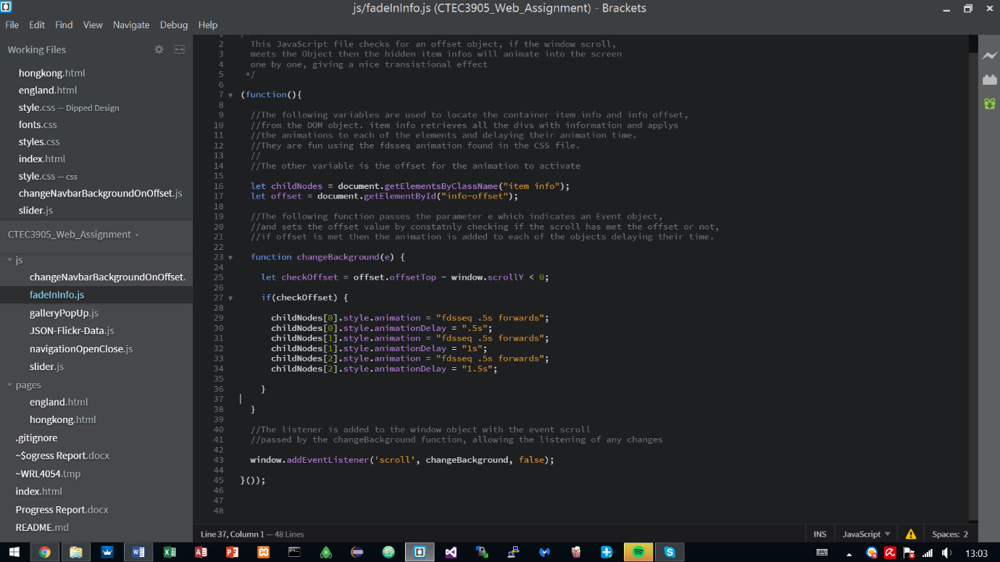 js/fadeInInfo.js (CTEC3905_Web_Assignment) - Brackets
File Edit Find View Navigate Debug Help
Working Files
hongkong.html
england.html
style.css — Dipped Design
fonts.css
styles.css
index.html
style.css — css
changeNavbarBackgroundOnOffset.js
slider.js
CTEC3905_Web_Assignment
js
changeNavbarBackgroundOnOffset.
fadeInInfo.js
galleryPopUp.js
JSON-Flickr-Data.js
navigationOpenClose.js
slider.js
pages
england.html
hongkong.html
.gitignore
~$ogress Report.docx
~WRL4054.tmp
index.html
Progress Report.docx
README.md
1 /*
2 This JavaScript file checks for an offset object, if the window scroll,
3 meets the Object then the hidden item infos will animate into the screen
4 one by one, giving a nice transistional effect
5 */
6
7 (function(){
8
9 //The following variables are used to locate the container item info and info offset,
10 //from the DOM object. item info retrieves all the divs with information and applys
11 //the animations to each of the elements and delaying their animation time.
12 //They are fun using the fdsseq animation found in the CSS file.
13 //
14 //The other variable is the offset for the animation to activate
15
16 let childNodes = document.getElementsByClassName("item info");
17 let offset = document.getElementById("info-offset");
18
19 //The following function passes the parameter e which indicates an Event object,
20 //and sets the offset value by constatnly checking if the scroll has met the offset or not,
21 //if offset is met then the animation is added to each of the objects delaying their time.
22
23 function changeBackground(e) {
24
25 let checkOffset = offset.offsetTop - window.scrollY < 0;
26
27 if(checkOffset) {
28
29 childNodes[0].style.animation = "fdsseq .5s forwards";
30 childNodes[0].style.animationDelay = ".5s";
31 childNodes[1].style.animation = "fdsseq .5s forwards";
32 childNodes[1].style.animationDelay = "1s";
33 childNodes[2].style.animation = "fdsseq .5s forwards";
34 childNodes[2].style.animationDelay = "1.5s";
35
36 }
37
38 }
39
40 //The listener is added to the window object with the event scroll
41 //passed by the changeBackground function, allowing the listening of any changes
42
43 window.addEventListener('scroll', changeBackground, false);
44
45 }());
46
47
48
Line 37, Column 1 — 48 Lines
INS JavaScript Spaces: 2
13:03